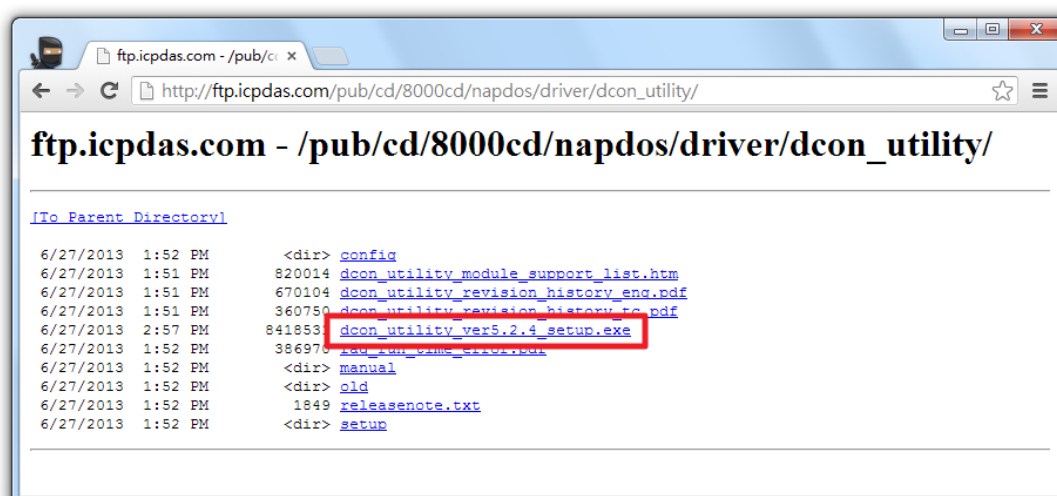 ftp.icpdas.com - /pub/cc
http://ftp.icpdas.com/pub/cd/8000cd/napdos/driver/dcon_utility/
ftp.icpdas.com - /pub/cd/8000cd/napdos/driver/dcon_utility/
[To Parent Directory]
6/27/2013 1:52 PM <dir> config
6/27/2013 1:51 PM 820014 dcon_utility_module_support_list.htm
6/27/2013 1:51 PM 670104 dcon_utility_revision_history_eng.pdf
6/27/2013 1:51 PM 360750 dcon_utility_revision_history_tc.pdf
6/27/2013 2:57 PM dcon_utility_ver5.2.4_setup.exe
6/27/2013 1:52 PM 386970 faq_run_time_error.pdf
6/27/2013 1:52 PM <dir> manual
6/27/2013 1:52 PM <dir> old
6/27/2013 1:52 PM 1849 releasenote.txt
6/27/2013 1:52 PM <dir> setup